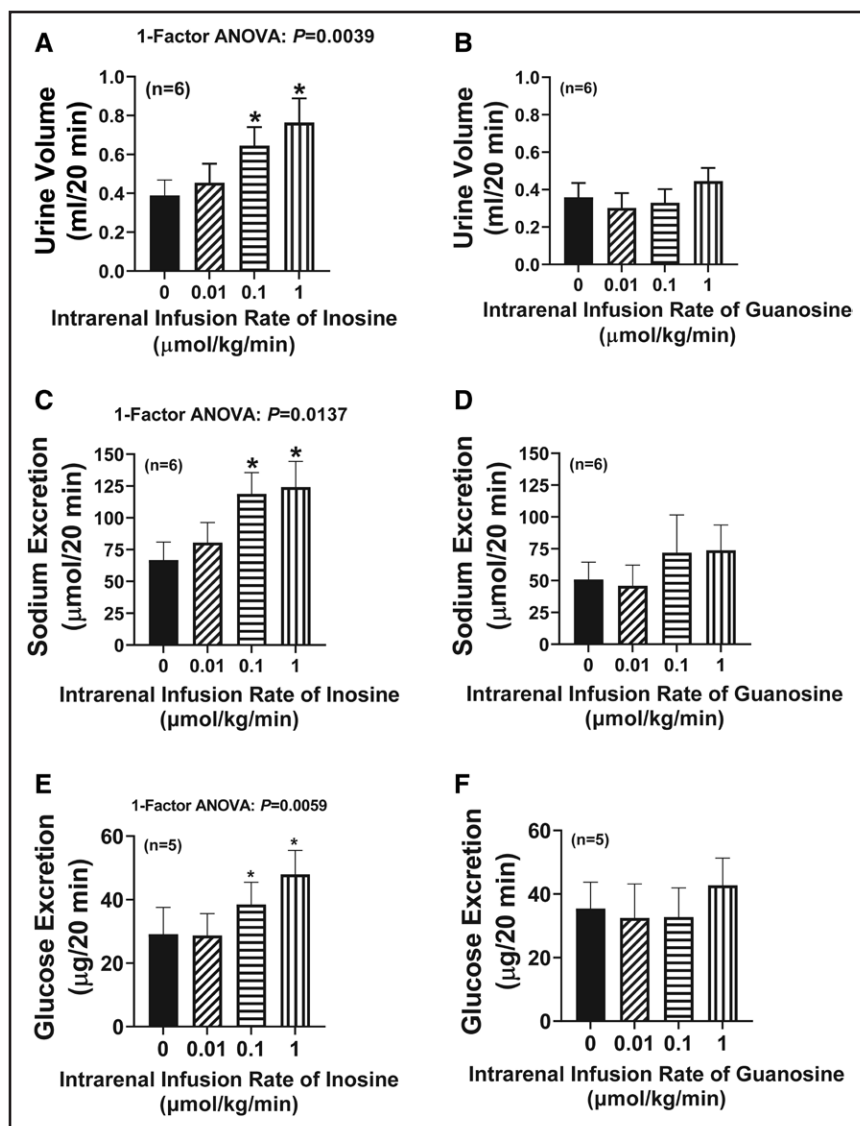 A
1-Factor ANOVA: P=0.0039
Urine Volume
(ml/20 min)
(n=6)
1.0
0.8
0.6
0.4
0.2
0.0
* *
0 0.01 0.1 1
Intrarenal Infusion Rate of Inosine
(μmol/kg/min)
B
Urine Volume
(ml/20 min)
(n=6)
1.0
0.8
0.6
0.4
0.2
0.0
0 0.01 0.1 1
Intrarenal Infusion Rate of Guanosine
(μmol/kg/min)
C
1-Factor ANOVA: P=0.0137
Sodium Excretion
(μmol/20 min)
(n=6)
150
125
100
75
50
25
0
* *
0 0.01 0.1 1
Intrarenal Infusion Rate of Inosine
(μmol/kg/min)
D
Sodium Excretion
(μmol/20 min)
(n=6)
150
125
100
75
50
25
0
0 0.01 0.1 1
Intrarenal Infusion Rate of Guanosine
(μmol/kg/min)
E
1-Factor ANOVA: P=0.0059
Glucose Excretion
(μg/20 min)
(n=5)
60
40
20
0
* *
0 0.01 0.1 1
Intrarenal Infusion Rate of Inosine
(μmol/kg/min)
F
Glucose Excretion
(μg/20 min)
(n=5)
60
40
20
0
0 0.01 0.1 1
Intrarenal Infusion Rate of Guanosine
(μmol/kg/min)